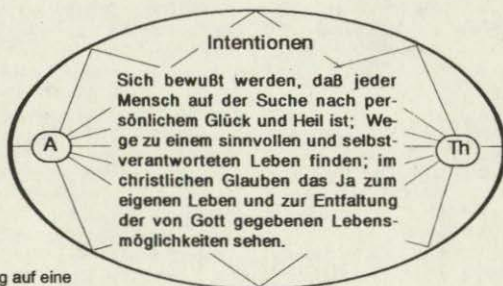 Intentionen
Sich bewußt werden, daß jeder
Mensch auf der Suche nach per-
sönlichem Glück und Heil ist; We-
ge zu einem sinnvollen und selbst-
verantworteten Leben finden; im
christlichen Glauben das Ja zum
eigenen Leben und zur Entfaltung
der von Gott gegebenen Lebens-
möglichkeiten sehen.
A
Th
g auf eine